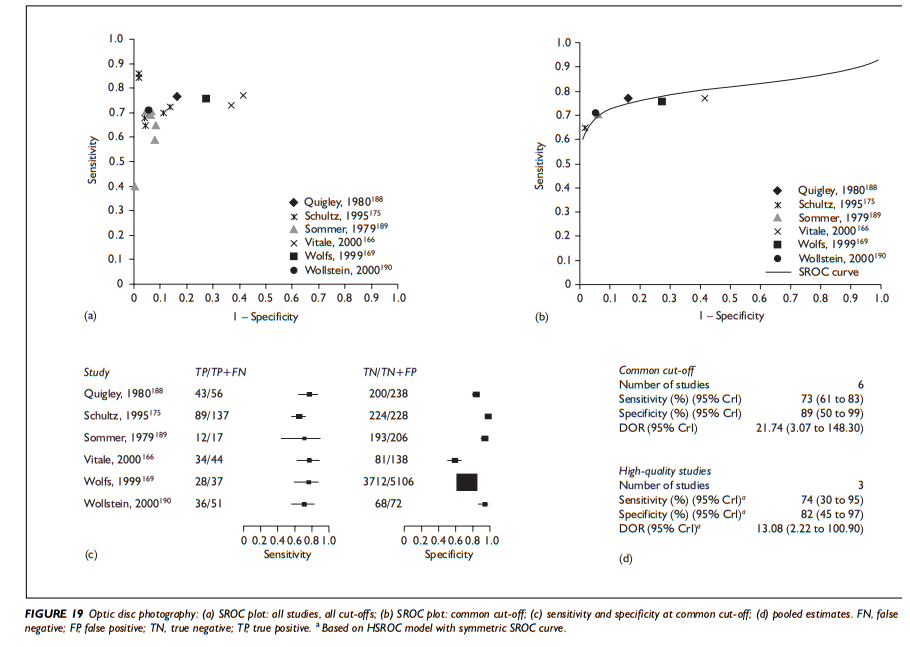 1.0
0.9
0.8
0.7
0.6
0.5
0.4
0.3
0.2
0.1
0
Sensitivity
0 0.1 0.2 0.3 0.4 0.5 0.6 0.7 0.8 0.9 1.0
1 – Specificity
Quigley, 1980188
Schultz, 1995175
Sommer, 1979189
Vitale, 2000166
Wolfs, 1999169
Wollstein, 2000190
(a)
1.0
0.9
0.8
0.7
0.6
0.5
0.4
0.3
0.2
0.1
0
Sensitivity
0 0.1 0.2 0.3 0.4 0.5 0.6 0.7 0.8 0.9 1.0
1 – Specificity
Quigley, 1980188
Schultz, 1995175
Sommer, 1979189
Vitale, 2000166
Wolfs, 1999169
Wollstein, 2000190
SROC curve
(b)
Study TP/TP+FN TN/TN+FP
Quigley, 1980188 43/56 200/238
Schultz, 1995175 89/137 224/228
Sommer, 1979189 12/17 193/206
Vitale, 2000166 34/44 81/138
Wolfs, 1999169 28/37 3712/5106
Wollstein, 2000190 36/51 68/72
0 0.2 0.4 0.6 0.8 1.0 0 0.2 0.4 0.6 0.8 1.0
(c) Sensitivity Specificity
Common cut-off
Number of studies 6
Sensitivity (%) (95% CrI) 73 (61 to 83)
Specificity (%) (95% CrI) 89 (50 to 99)
DOR (95% CrI) 21.74 (3.07 to 148.30)
High-quality studies
Number of studies 3
Sensitivity (%) (95% CrI)a 74 (30 to 95)
Specificity (%) (95% CrI)a 82 (45 to 97)
DOR (95% CrI)a 13.08 (2.22 to 100.90)
(d)
FIGURE 19 Optic disc photography: (a) SROC plot: all studies, all cut-offs; (b) SROC plot: common cut-off; (c) sensitivity and specificity at common cut-off; (d) pooled estimates. FN, false
negative; FP, false positive; TN, true negative; TP, true positive. a Based on HSROC model with symmetric SROC curve.